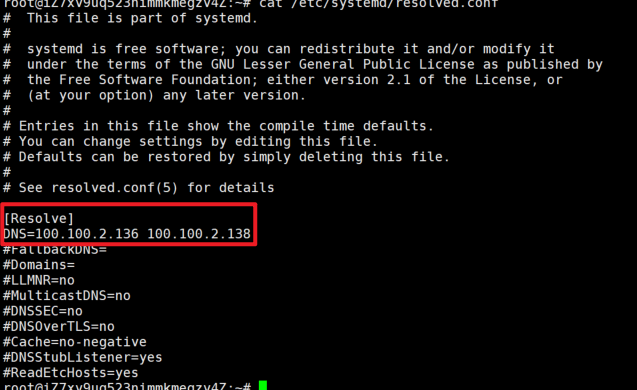 root@iZ7xv9uq523nimmkmegzv4Z:~# cat /etc/systemd/resolved.conf
#  This file is part of systemd.
#
#  systemd is free software; you can redistribute it and/or modify it
#  under the terms of the GNU Lesser General Public License as published by
#  the Free Software Foundation; either version 2.1 of the License, or
#  (at your option) any later version.
#
# Entries in this file show the compile time defaults.
# You can change settings by editing this file.
# Defaults can be restored by simply deleting this file.
#
# See resolved.conf(5) for details

[Resolve]
DNS=100.100.2.136 100.100.2.138
#FallbackDNS=
#Domains=
#LLMNR=no
#MulticastDNS=no
#DNSSEC=no
#DNSOverTLS=no
#Cache=no-negative
#DNSStubListener=yes
#ReadEtcHosts=yes
root@iZ7xv9uq523nimmkmegzv4Z:~#